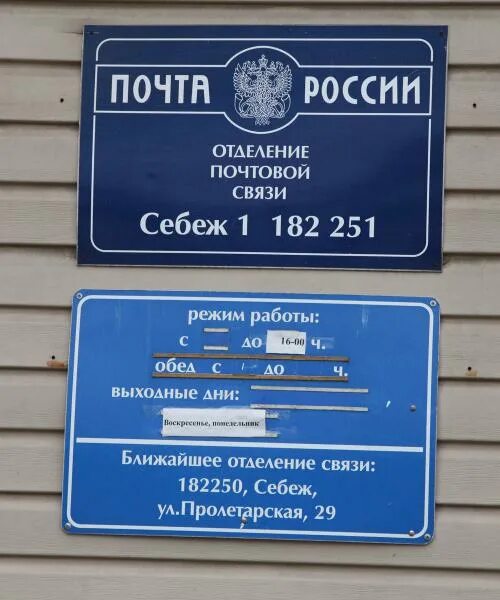 ПОЧТА РОССИИ
ОТДЕЛЕНИЕ
ПОЧТОВОЙ
СВЯЗИ
Себеж 1 182 251
режим работы:
с до 16-00 ч.
обед с до ч.
выходные дни:
Воскресенье, понедельник
Ближайшее отделение связи:
182250, Себеж,
ул.Пролетарская, 29